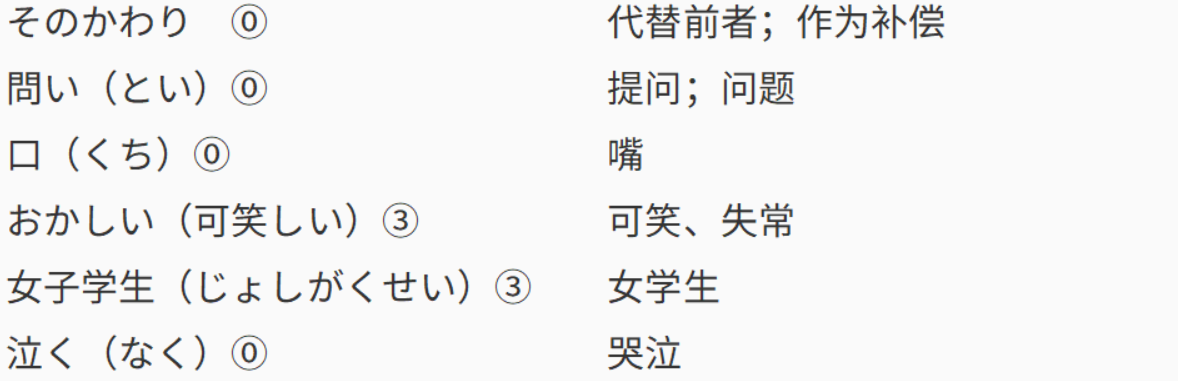 そのかわり ⓪ 代替前者；作为补偿
問い（とい）⓪ 提问；问题
口（くち）⓪ 嘴
おかしい（可笑しい）③ 可笑、失常
女子学生（じょしがくせい）③ 女学生
泣く（なく）⓪ 哭泣